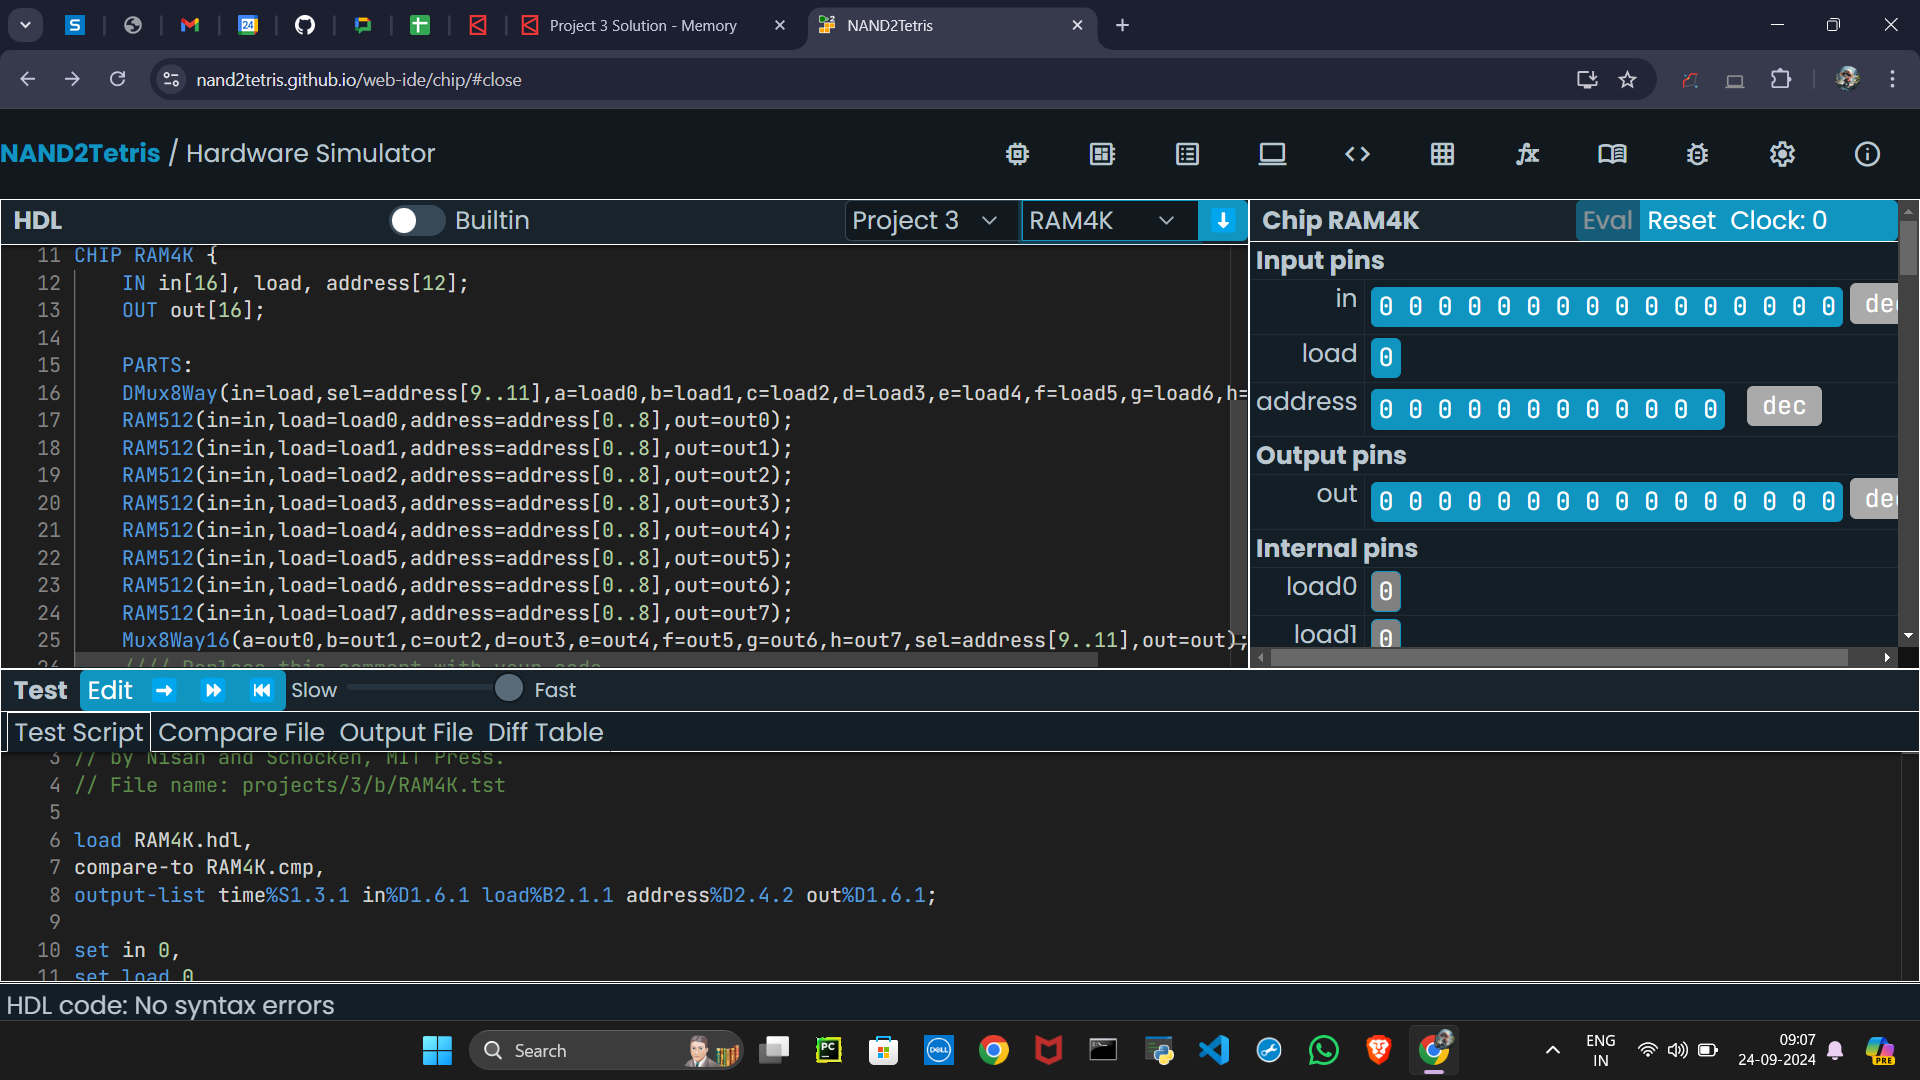 Project 3 Solution - Memory
NAND2Tetris
nand2tetris.github.io/web-ide/chip/#close
NAND2Tetris / Hardware Simulator
HDL
Builtin
Project 3
RAM4K
11 CHIP RAM4K {
12 IN in[16], load, address[12];
13 OUT out[16];
14
15 PARTS:
16 DMux8Way(in=load,sel=address[9..11],a=load0,b=load1,c=load2,d=load3,e=load4,f=load5,g=load6,h=
17 RAM512(in=in,load=load0,address=address[0..8],out=out0);
18 RAM512(in=in,load=load1,address=address[0..8],out=out1);
19 RAM512(in=in,load=load2,address=address[0..8],out=out2);
20 RAM512(in=in,load=load3,address=address[0..8],out=out3);
21 RAM512(in=in,load=load4,address=address[0..8],out=out4);
22 RAM512(in=in,load=load5,address=address[0..8],out=out5);
23 RAM512(in=in,load=load6,address=address[0..8],out=out6);
24 RAM512(in=in,load=load7,address=address[0..8],out=out7);
25 Mux8Way16(a=out0,b=out1,c=out2,d=out3,e=out4,f=out5,g=out6,h=out7,sel=address[9..11],out=out);
26 //// Replace this comment with your code.
Chip RAM4K
Eval Reset Clock: 0
Input pins
in 0 0 0 0 0 0 0 0 0 0 0 0 0 0 0 0 dec
load 0
address 0 0 0 0 0 0 0 0 0 0 0 0 dec
Output pins
out 0 0 0 0 0 0 0 0 0 0 0 0 0 0 0 0 dec
Internal pins
load0 0
load1 0
Test Edit Slow Fast
Test Script Compare File Output File Diff Table
3 // by Nisan and Schocken, MIT Press.
4 // File name: projects/3/b/RAM4K.tst
5
6 load RAM4K.hdl,
7 compare-to RAM4K.cmp,
8 output-list time%S1.3.1 in%D1.6.1 load%B2.1.1 address%D2.4.2 out%D1.6.1;
9
10 set in 0,
11 set load 0
HDL code: No syntax errors
Search
ENG
IN
09:07
24-09-2024